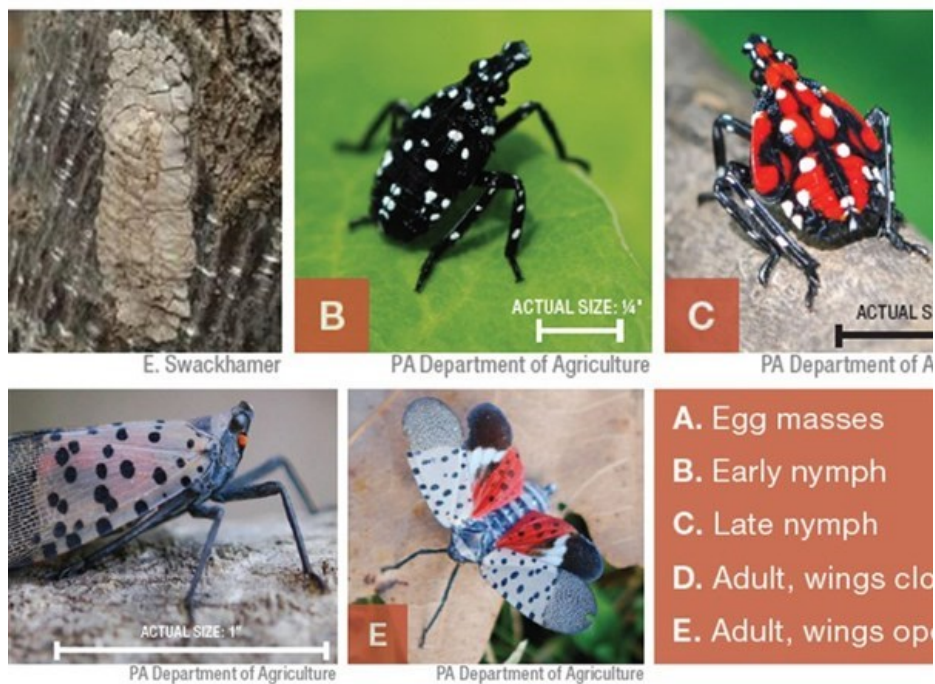 B
ACTUAL SIZE: ¼"
C
ACTUAL S
E. Swackhamer
PA Department of Agriculture
PA Department of A
ACTUAL SIZE: 1"
E
PA Department of Agriculture
PA Department of Agriculture
A. Egg masses
B. Early nymph
C. Late nymph
D. Adult, wings clo
E. Adult, wings ope